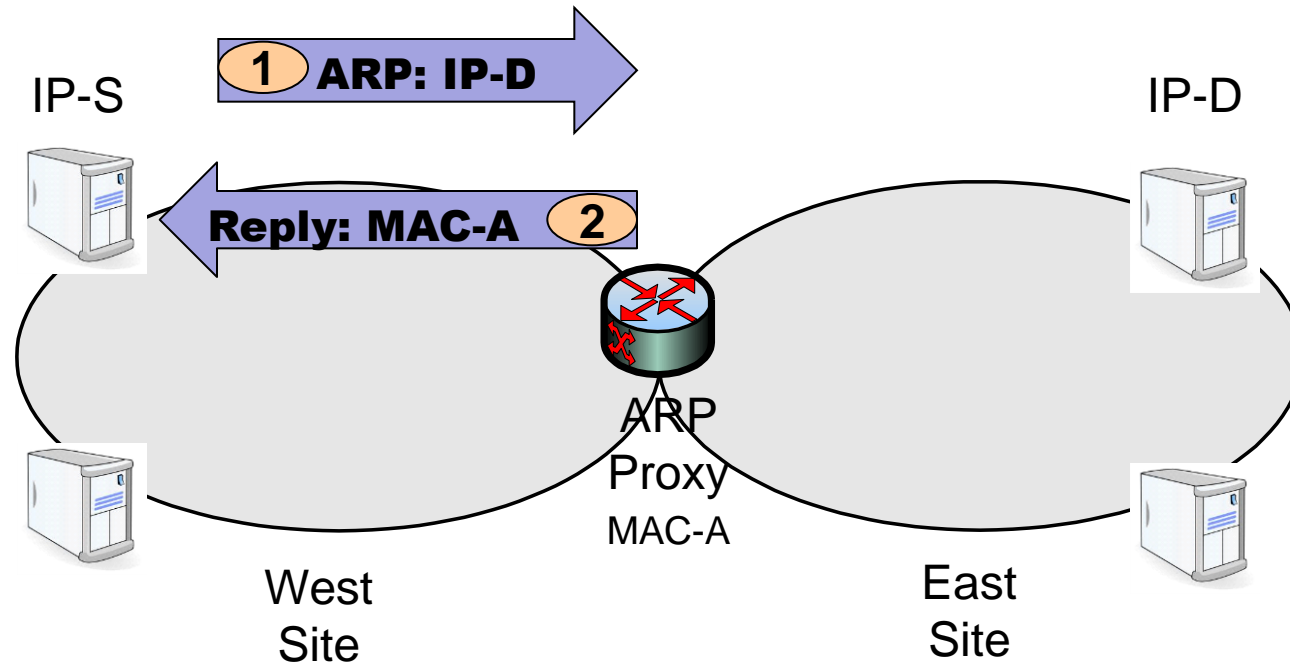 1 ARP: IP-D
IP-S
IP-D
Reply: MAC-A 2
ARP
Proxy
MAC-A
West
Site
East
Site